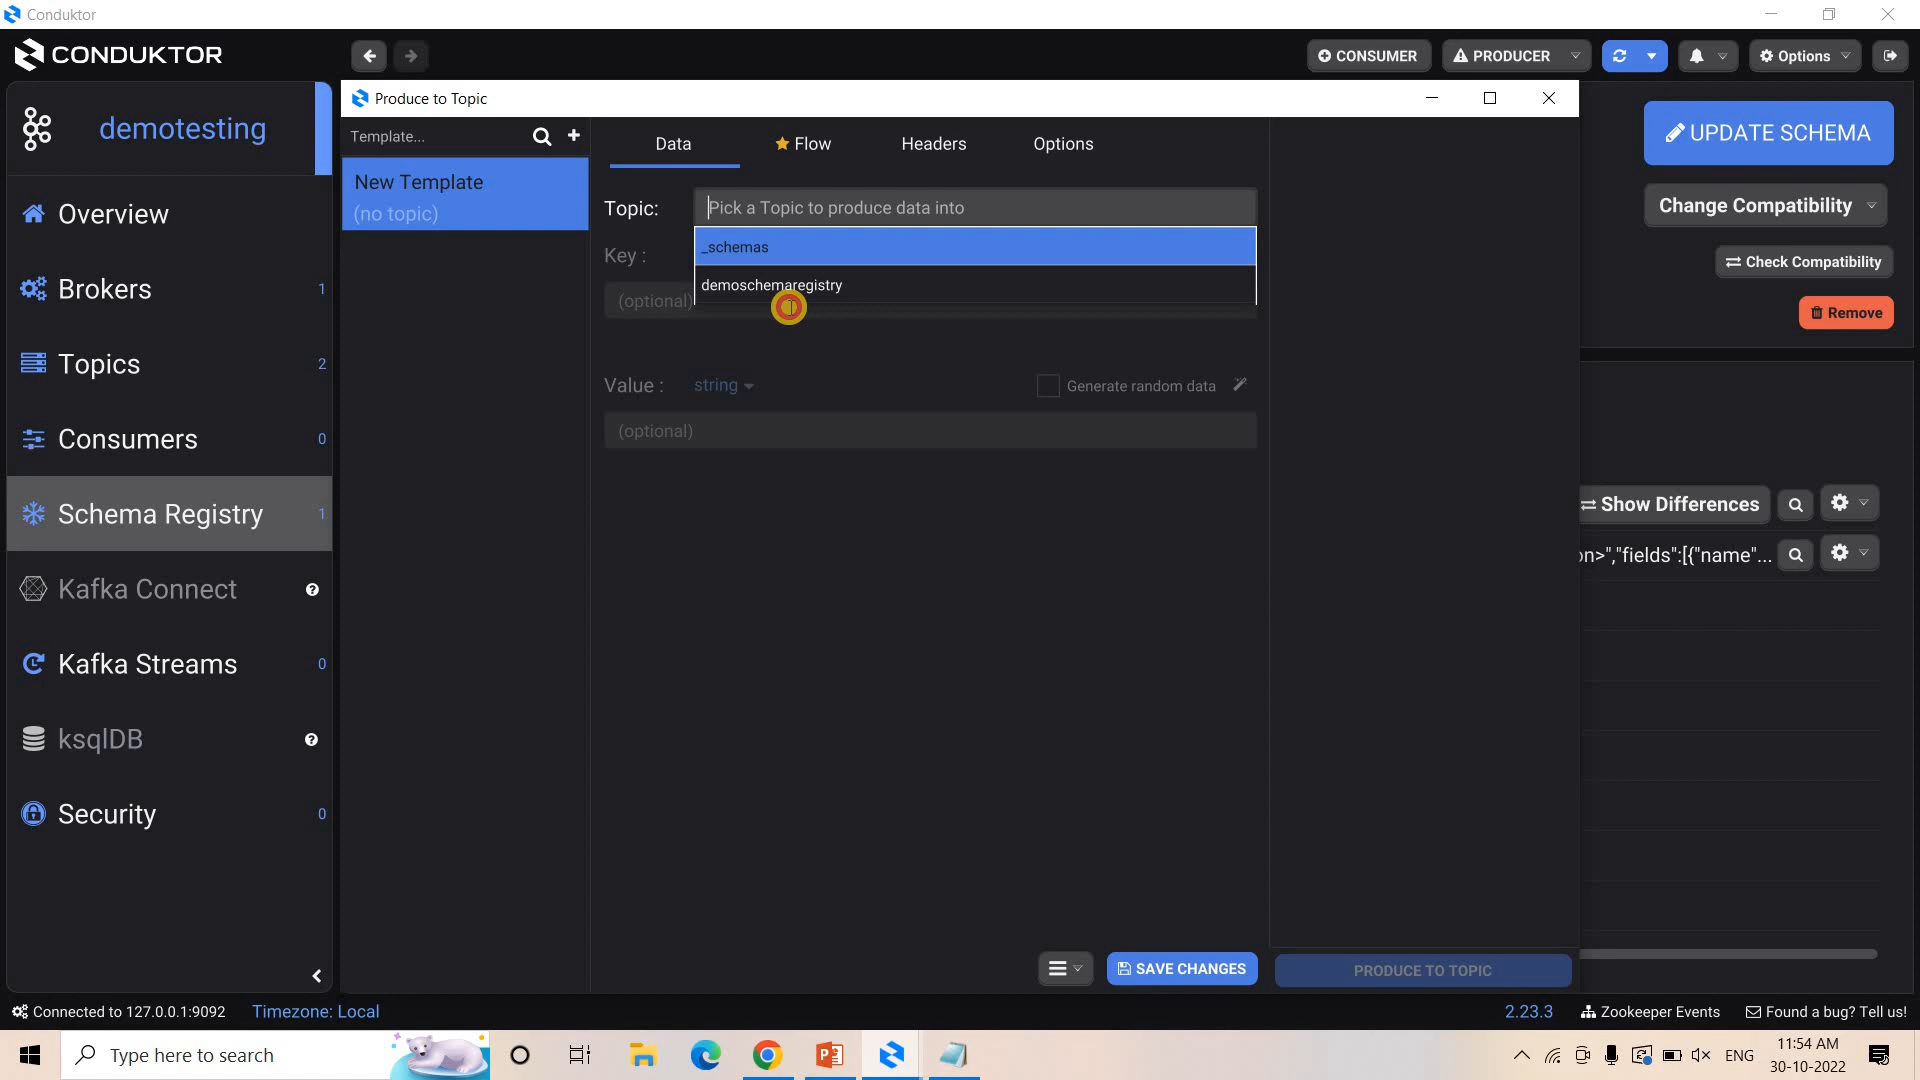 Conduktor
CONDUKTOR
CONSUMER
PRODUCER
Options
demotesting
Produce to Topic
UPDATE SCHEMA
Template...
Data
Flow
Headers
Options
New Template
(no topic)
Topic:
Pick a Topic to produce data into
Change Compatibility
Overview
_schemas
Key :
Check Compatibility
Brokers
1
demoschemaregistry
(optional)
Remove
Topics
2
Value :
string
Generate random data
Consumers
0
(optional)
Schema Registry
1
Show Differences
on>","fields":[{"name"...
Kafka Connect
?
Kafka Streams
0
ksqlDB
?
Security
0
SAVE CHANGES
PRODUCE TO TOPIC
Connected to 127.0.0.1:9092
Timezone: Local
2.23.3
Zookeeper Events
Found a bug? Tell us!
Type here to search
ENG
11:54 AM
30-10-2022